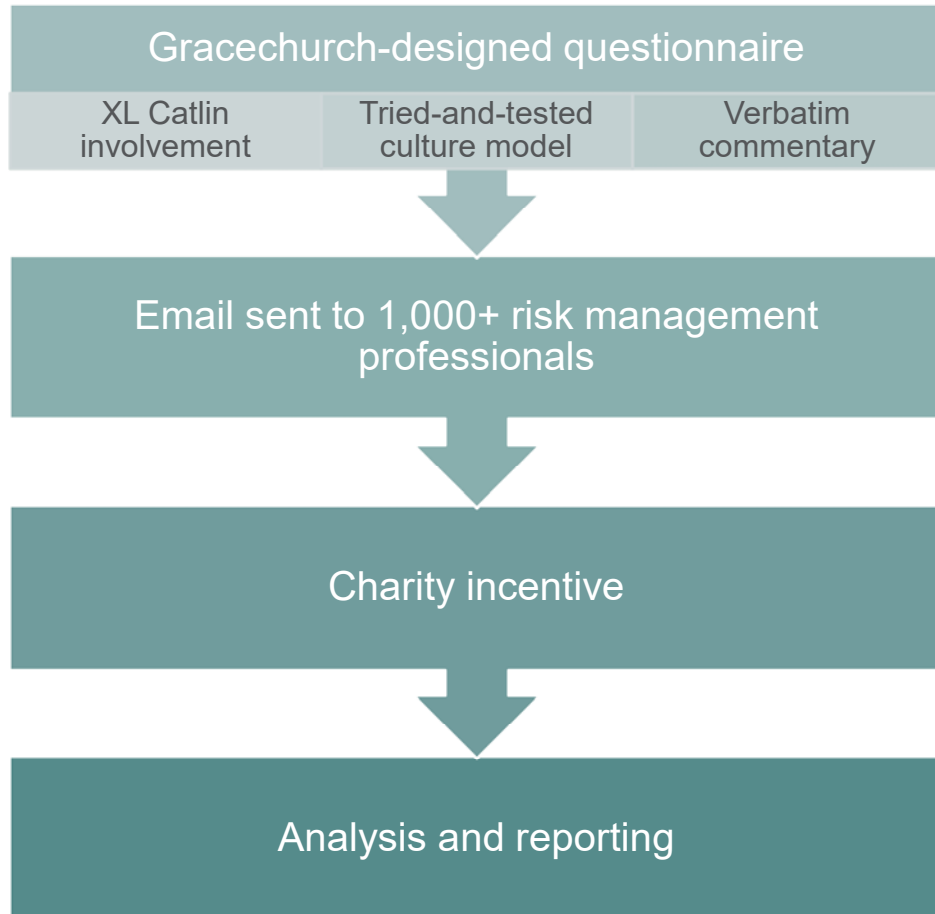 Gracechurch-designed questionnaire
XL Catlin
involvement
Tried-and-tested
culture model
Verbatim
commentary
Email sent to 1,000+ risk management
professionals
Charity incentive
Analysis and reporting